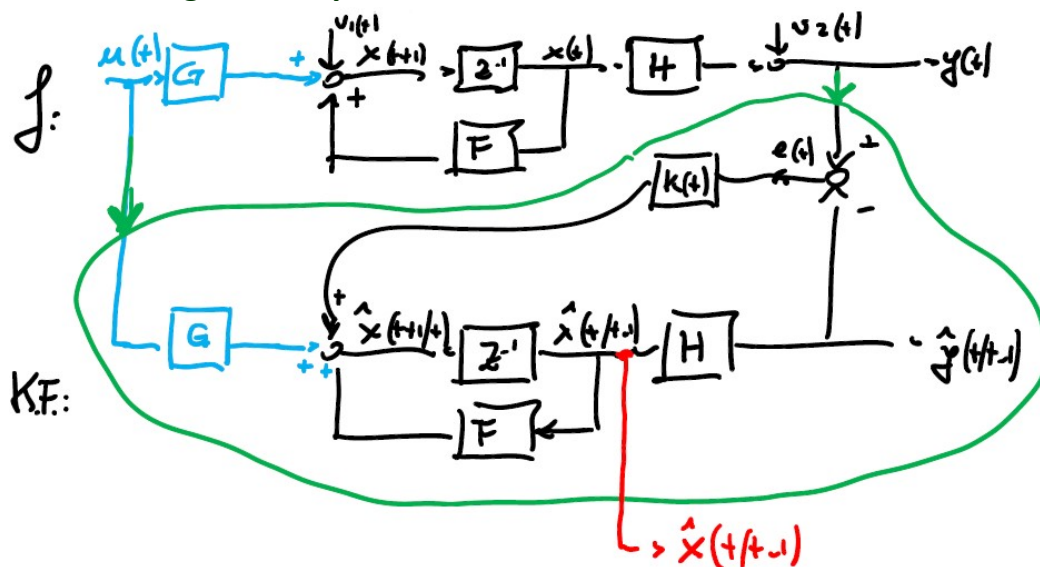 v₁(t)
u(t) G + x(t+1) z⁻¹ x(t) H v₂(t) y(t)
S:
+
F
e(t) +
K(t)
-
+
G x̂(t+1/t) z⁻¹ x̂(t/t-1) H ŷ(t/t-1)
+ +
K.F.:
F
x̂(t/t-1)